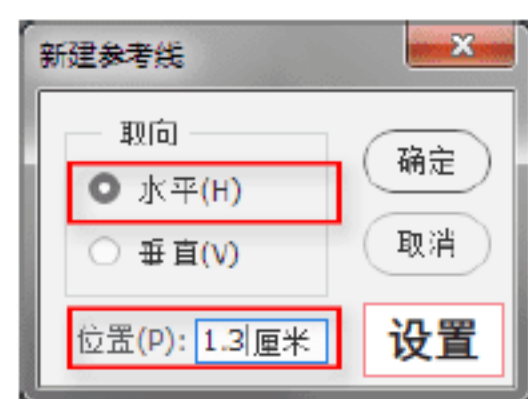 新建参考线
取向
水平(H)
垂直(V)
位置(P): 1.3厘米
确定
取消
设置